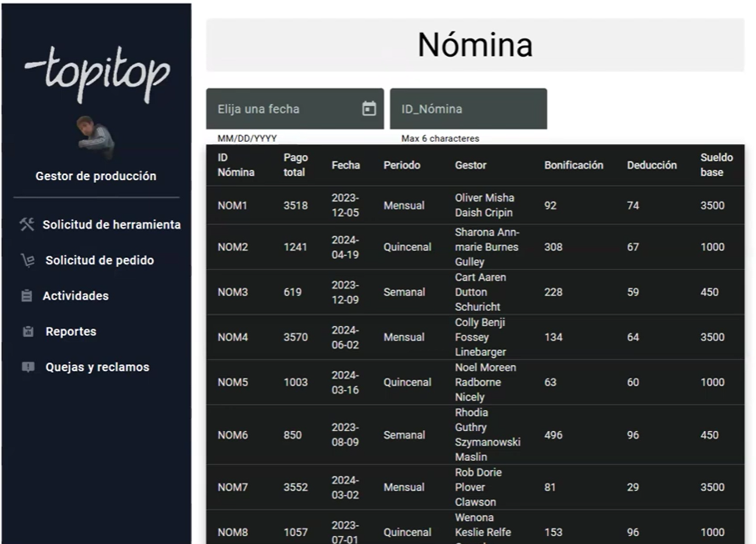 topitop
Gestor de producción
Solicitud de herramienta
Solicitud de pedido
Actividades
Reportes
Quejas y reclamos
Nómina
Elija una fecha
MM/DD/YYYY
ID_Nómina
Max 6 characteres
ID Nómina Pago total Fecha Periodo Gestor Bonificación Deducción Sueldo base
NOM1 3518 2023-12-05 Mensual Oliver Misha Daish Cripin 92 74 3500
NOM2 1241 2024-04-19 Quincenal Sharona Ann-marie Burnes Gulley 308 67 1000
NOM3 619 2023-12-09 Semanal Cart Aaren Dutton Schuricht 228 59 450
NOM4 3570 2024-06-02 Mensual Colly Benji Fossey Linebarger 134 64 3500
NOM5 1003 2024-03-16 Quincenal Noel Moreen Radborne Nicely 63 60 1000
NOM6 850 2023-08-09 Semanal Rhodia Guthry Szymanowski Maslin 496 96 450
NOM7 3552 2024-03-02 Mensual Rob Dorie Plover Clawson 81 29 3500
NOM8 1057 2023-07-01 Quincenal Wenona Keslie Relfe 153 96 1000